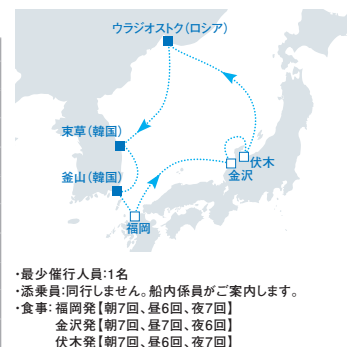 ウラジオストク（ロシア）
束草（韓国）
釜山（韓国）
伏木
金沢
福岡
・最少催行人員：1名
・添乗員：同行しません。船内係員がご案内します。
・食事：福岡発【朝7回、昼6回、夜7回】
金沢発【朝7回、昼7回、夜6回】
伏木発【朝7回、昼6回、夜7回】